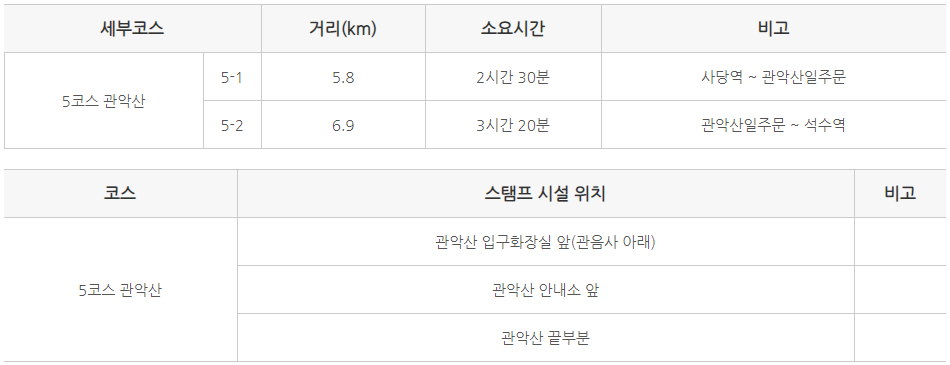 세부코스 거리(km) 소요시간 비고
5코스 관악산 5-1 5.8 2시간 30분 사당역 ~ 관악산일주문
5-2 6.9 3시간 20분 관악산일주문 ~ 석수역
코스 스탬프 시설 위치 비고
관악산 입구화장실 앞(관음사 아래)
5코스 관악산 관악산 안내소 앞
관악산 끝부분